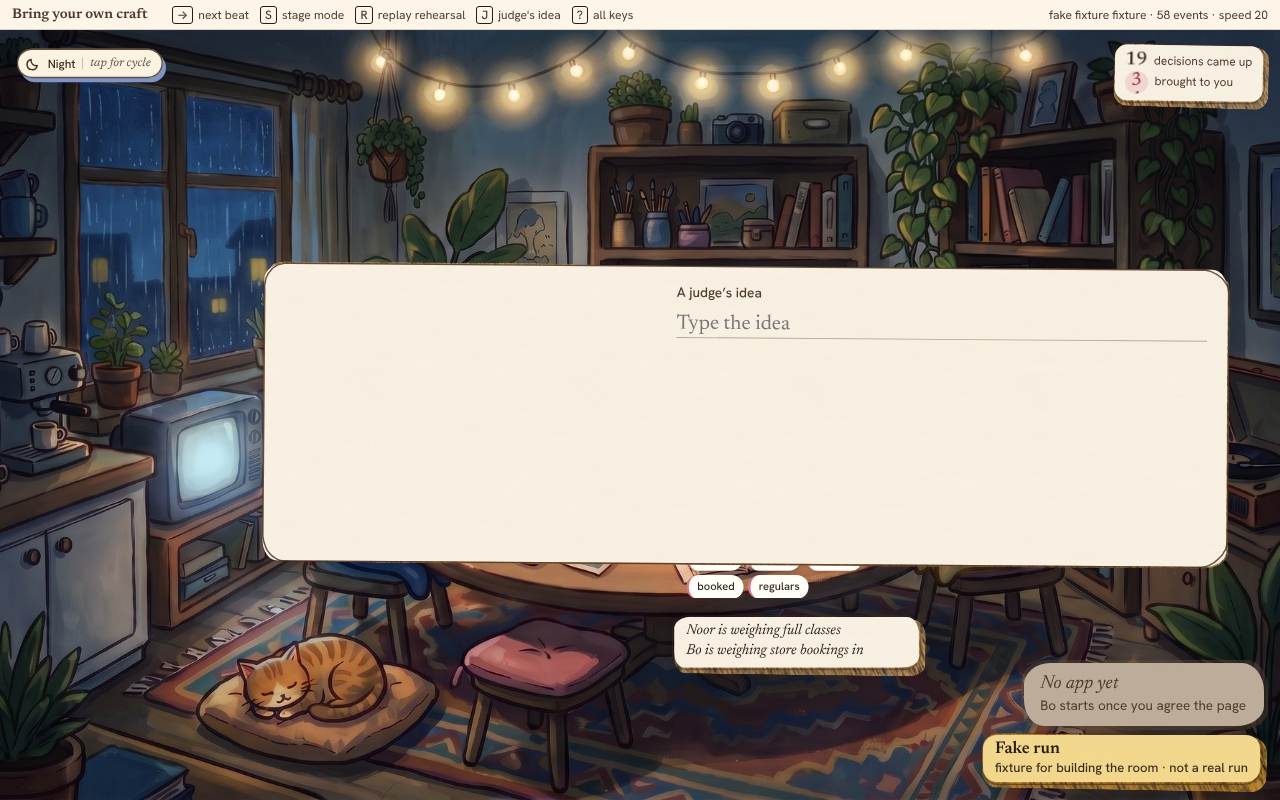 Bring your own craft
→ next beat S stage mode R replay rehearsal J judge's idea ? all keys
fake fixture fixture · 58 events · speed 20
Night tap for cycle
19 decisions came up
3 brought to you
A judge’s idea
Type the idea
booked regulars
Noor is weighing full classes
Bo is weighing store bookings in
No app yet
Bo starts once you agree the page
Fake run
fixture for building the room · not a real run